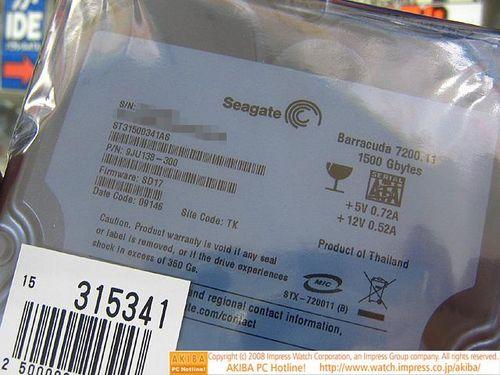 IDE
Seagate
S/N:
ST31500341AS
P/N: 9JU138-300
Firmware: SD17
Date Code: 09146
Site Code: TK
Barracuda 7200.11
1500 Gbytes
SERIAL
ATA
+5V 0.72A
+12V 0.52A
Product of Thailand
Caution. Product warranty is void if any seal
or label is removed, or if the drive experiences
shock in excess of 350 Gs.
and regional contact information,
te.com/contact
MIC
STX-720011 (B)
15
315341
AKIBA
PC Hotline!
Copyright (c) 2008 Impress Watch Corporation, an Impress Group company. All rights reserved.
AKIBA PC Hotline! http://www.watch.impress.co.jp/akiba/